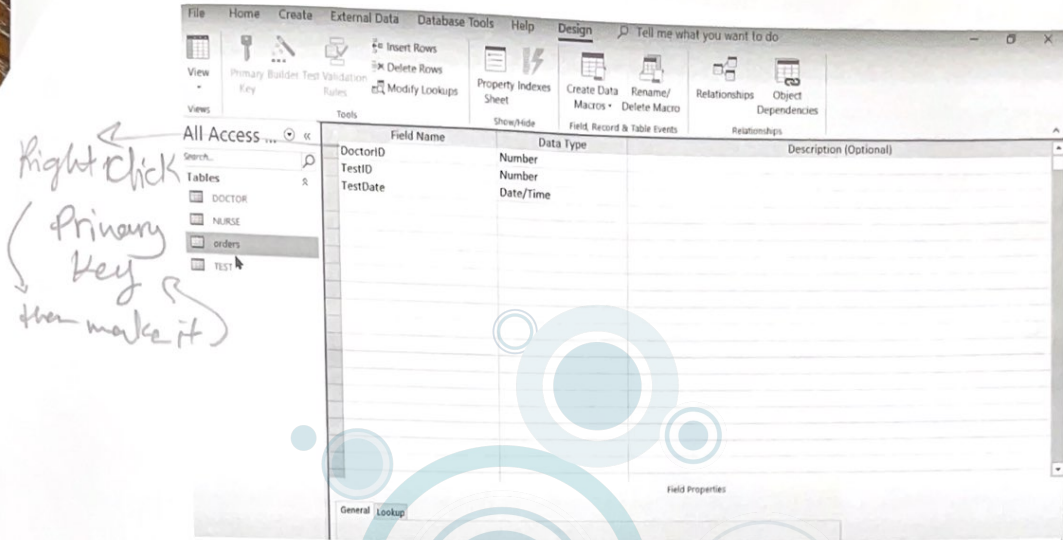 File Home Create External Data Database Tools Help Design Tell me what you want to do
View
Views
Primary Key
Builder
Test Validation Rules
Insert Rows
Delete Rows
Modify Lookups
Tools
Property Sheet
Indexes
Show/Hide
Create Data Macros
Rename/ Delete Macro
Field, Record & Table Events
Relationships
Object Dependencies
Relationships
All Access ...
Search...
Tables
DOCTOR
NURSE
orders
TEST
Field Name Data Type Description (Optional)
DoctorID Number
TestID Number
TestDate Date/Time
Field Properties
General Lookup
Right click
Primary
key
then make it